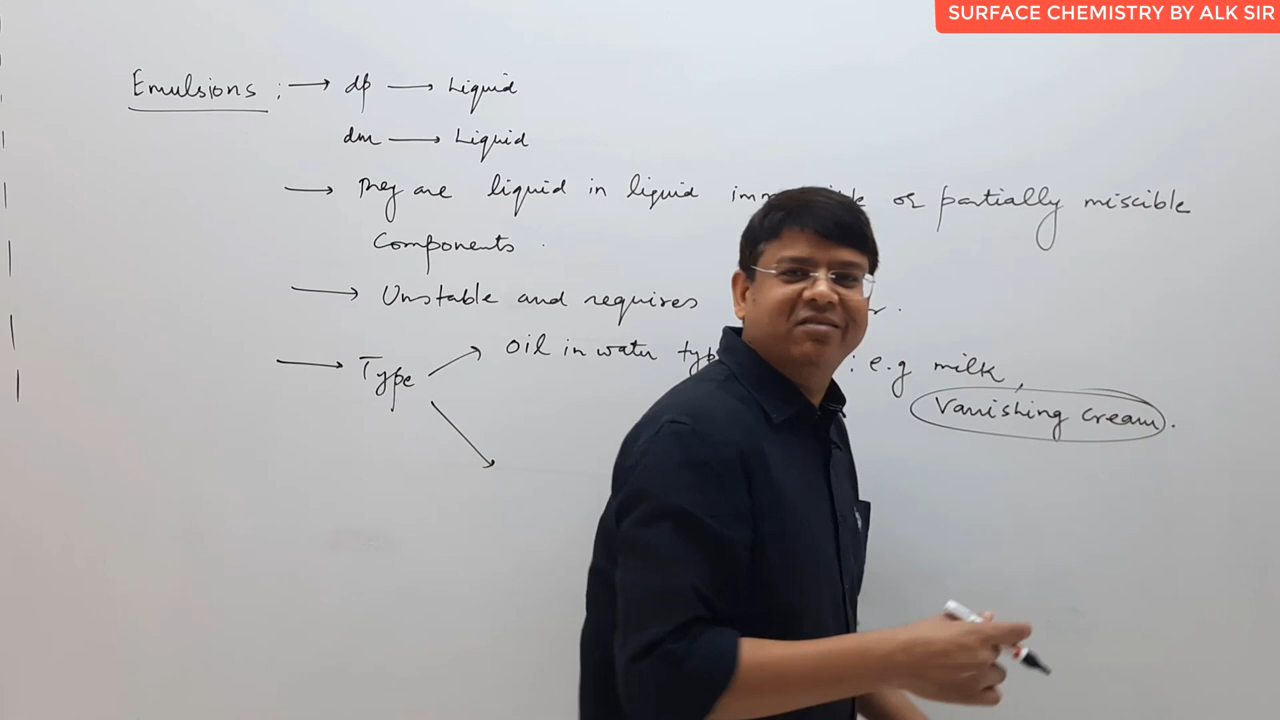 SURFACE CHEMISTRY BY ALK SIR
Emulsions : → dp → Liquid
dm → Liquid
→ They are liquid in liquid or partially miscible
Components .
→ Unstable and requires .
→ Type → Oil in water : e.g milk,
Vanishing cream.